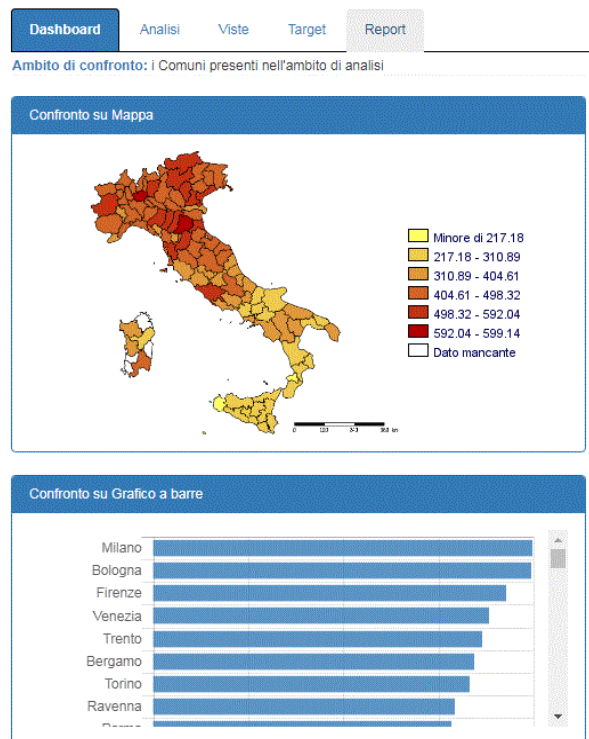 Dashboard Analisi Viste Target Report
Ambito di confronto: i Comuni presenti nell'ambito di analisi
Confronto su Mappa
Minore di 217.18
217.18 - 310.89
310.89 - 404.61
404.61 - 498.32
498.32 - 592.04
592.04 - 599.14
Dato mancante
Confronto su Grafico a barre
Milano
Bologna
Firenze
Venezia
Trento
Bergamo
Torino
Ravenna